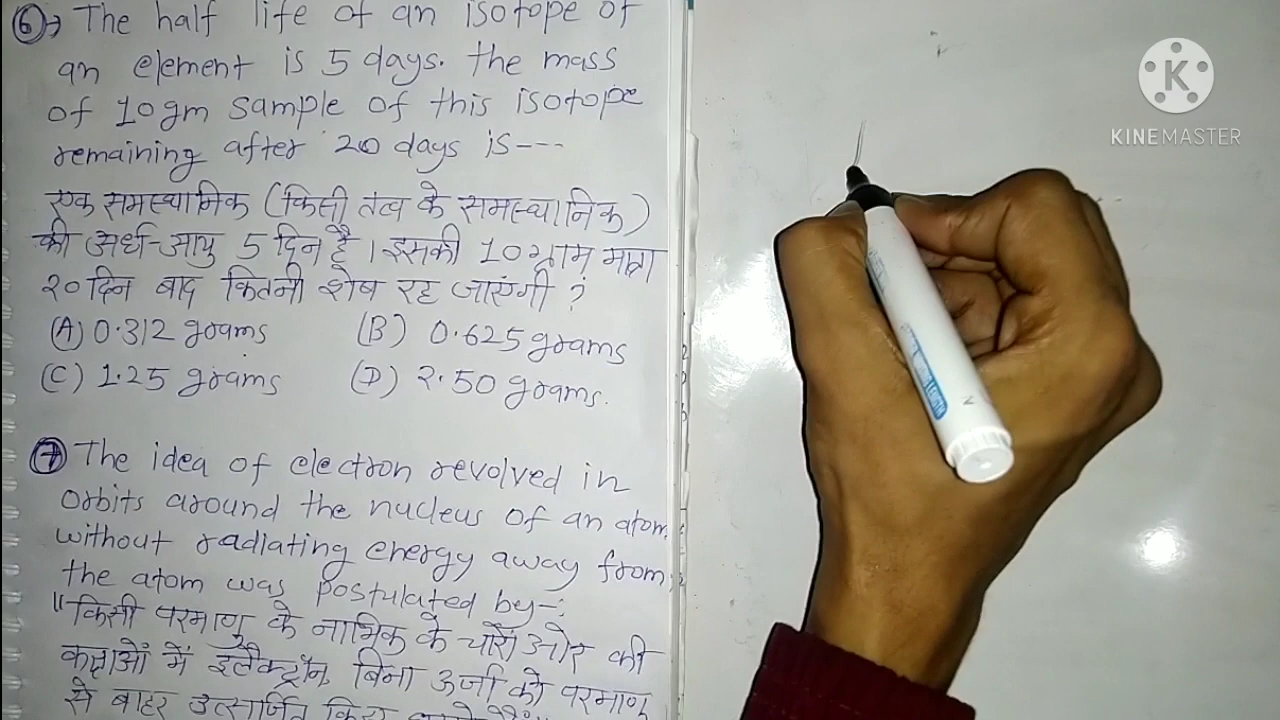 ⑥→ The half life of an isotope of
an element is 5 days. the mass
of 10gm sample of this isotope
remaining after 20 days is---
एक समस्थानिक (किसी तत्व के समस्थानिक)
की अर्ध-आयु 5 दिन है। इसकी 10 ग्राम मात्रा
२० दिन बाद कितनी शेष रह जाएंगी ?
(A) 0.312 grams (B) 0.625 grams
(C) 1.25 grams (D) 2.50 grams.
⑦ The idea of electron revolved in
orbits around the nucleus of an atom
without radiating energy away from
the atom was postulated by-:
"किसी परमाणु के नाभिक के चारों ओर की
कक्षाओं में इलैक्ट्रॉन, बिना ऊर्जा को परमाणु
से बाहर उत्सर्जित किए
K
KINEMASTER